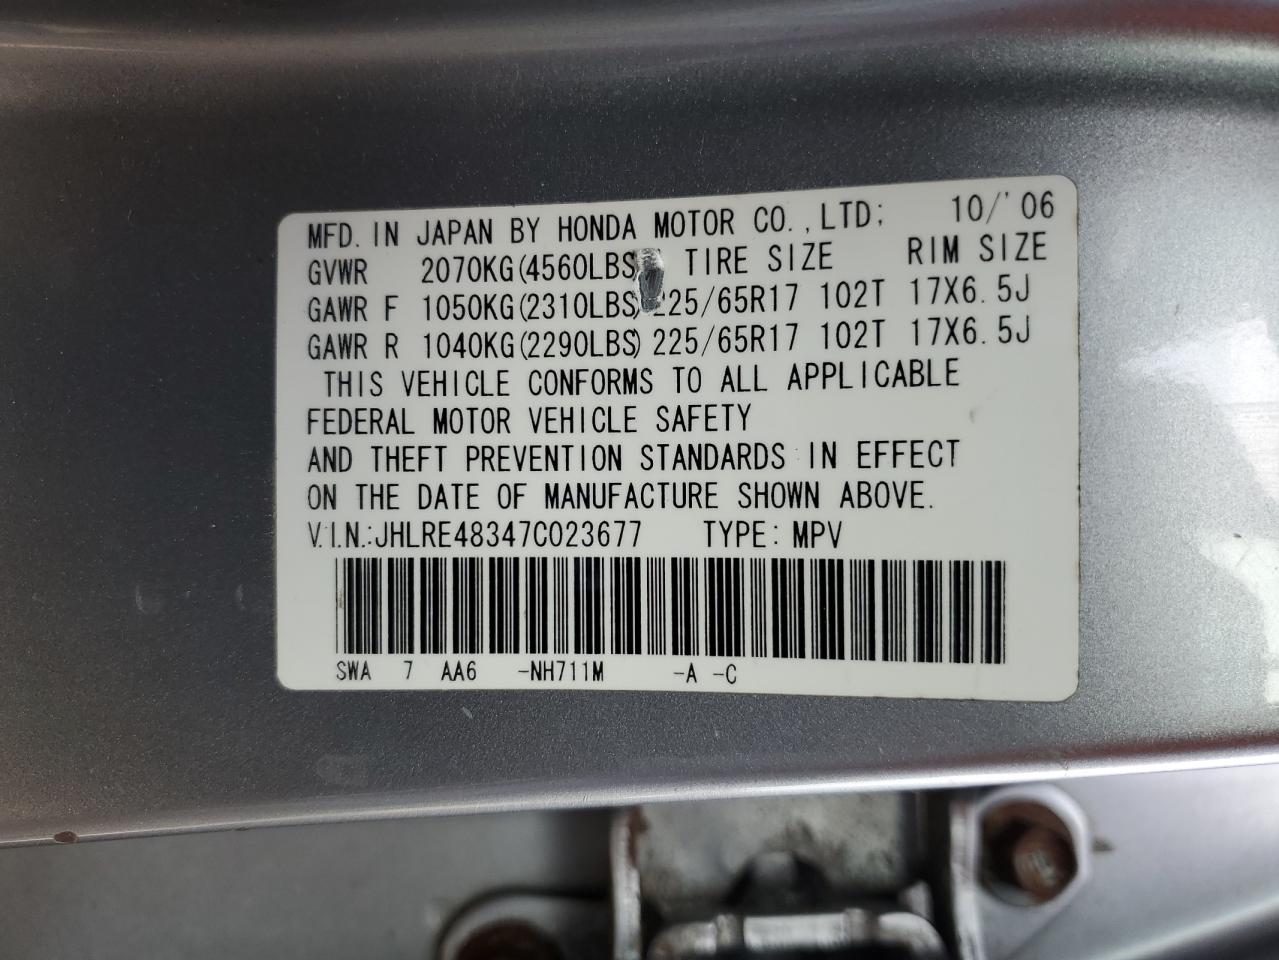 MFD. IN JAPAN BY HONDA MOTOR CO., LTD; 10/'06
GVWR 2070KG(4560LBS) TIRE SIZE RIM SIZE
GAWR F 1050KG(2310LBS) 225/65R17 102T 17X6.5J
GAWR R 1040KG(2290LBS) 225/65R17 102T 17X6.5J
THIS VEHICLE CONFORMS TO ALL APPLICABLE
FEDERAL MOTOR VEHICLE SAFETY
AND THEFT PREVENTION STANDARDS IN EFFECT
ON THE DATE OF MANUFACTURE SHOWN ABOVE.
V.I.N.:JHLRE48347C023677 TYPE: MPV
SWA 7 AA6 -NH711M -A -C